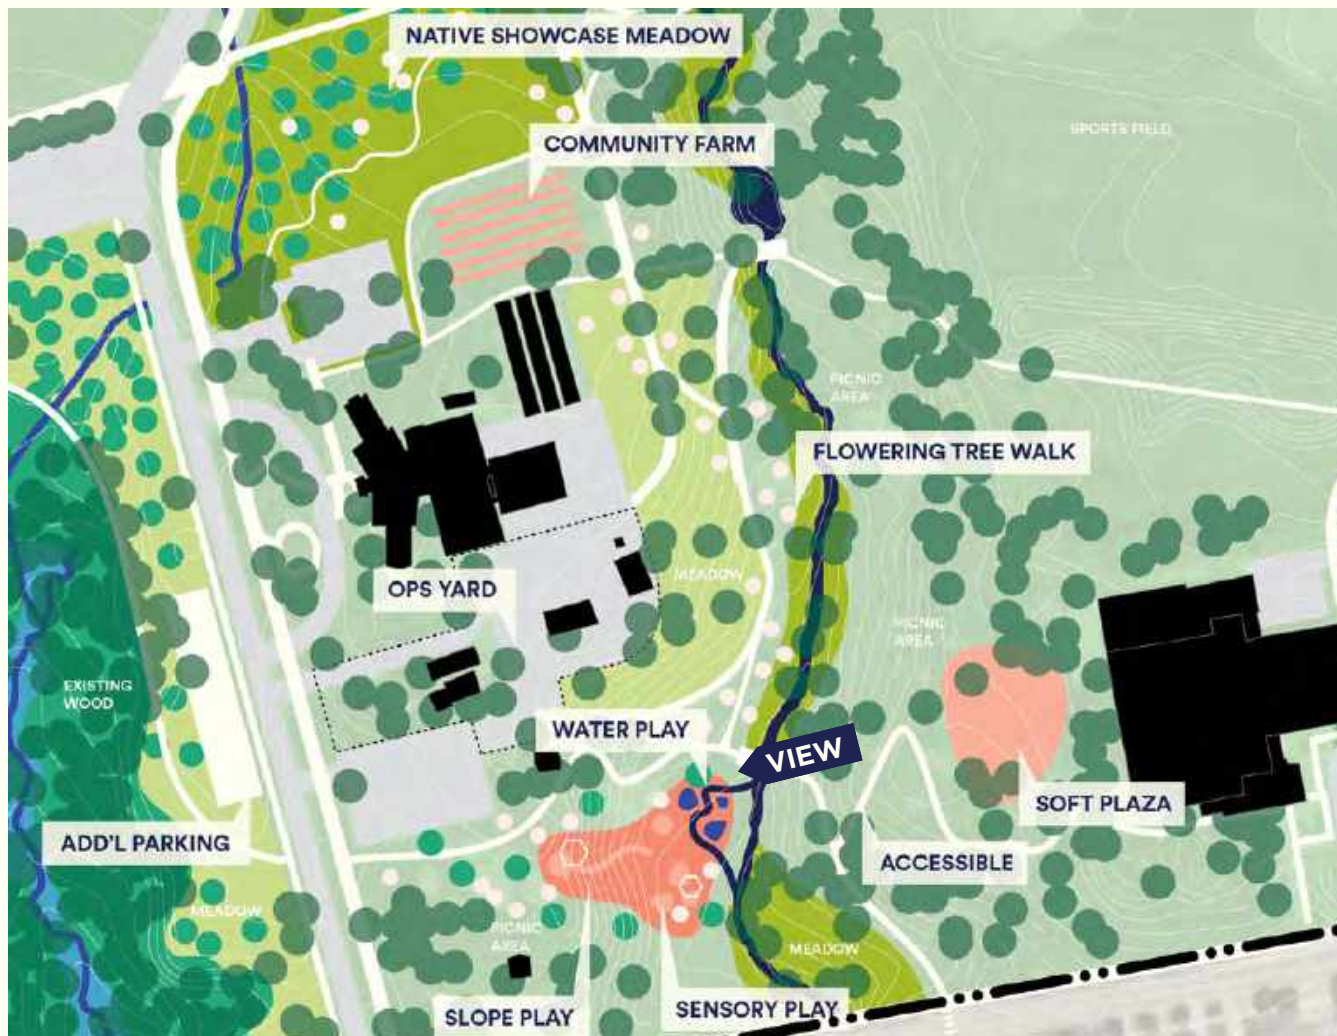 NATIVE SHOWCASE MEADOW
SPORTS FIELD
COMMUNITY FARM
PICNIC
AREA
FLOWERING TREE WALK
MEADOW
OPS YARD
PICNIC
AREA
EXISTING
WOOD
WATER PLAY
VIEW
SOFT PLAZA
ADD'L PARKING
ACCESSIBLE
MEADOW
PICNIC
AREA
MEADOW
SLOPE PLAY
SENSORY PLAY